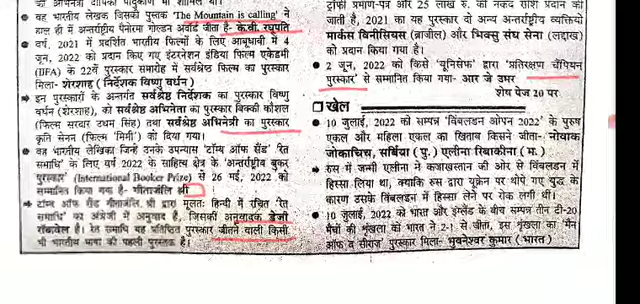 वह भारतीय लेखक जिसकी पुस्तक 'The Mountain is calling' ने
हाल ही में अन्तर्राष्ट्रीय पैनोरमा गोल्डन अवॉर्ड जीता है- के.वी. रघुपति
वर्ष, 2021 में प्रदर्शित भारतीय फिल्मों के लिए आबूधाबी में 4
जून, 2022 को प्रदान किए गए इंटरनेशन इंडिया फिल्म एकेडमी
(IIFA) के 22वें पुरस्कार समारोह में सर्वश्रेष्ठ फिल्म का पुरस्कार
मिला- शेरशाह ( निर्देशक विष्णु वर्धन )
इन पुरस्कारों के अन्तर्गत सर्वश्रेष्ठ निर्देशक का पुरस्कार विष्णु
वर्धन (शेरशाह), को सर्वश्रेष्ठ अभिनेता का पुरस्कार विक्की कौशल
(फिल्म सरदार उधम सिंह) तथा सर्वश्रेष्ठ अभिनेत्री का पुरस्कार
कृति सेनन (फिल्म 'मिमी') को दिया गया।
वह भारतीय लेखिका जिन्हें उनके उपन्यास 'टॉम्ब ऑफ सैंड' 'रेत
समाधि' के लिए वर्ष 2022 के साहित्य क्षेत्र के 'अन्तर्राष्ट्रीय बुकर
पुरस्कार' (International Booker Prize) से 26 मई, 2022 को
सम्मानित किया गया है- गीतांजलि श्री
टॉम्ब ऑफ सैंड गीतांजलि श्री द्वारा मूलतः हिन्दी में रचित 'रेत
समाधि' का अंग्रेजी में अनुवाद है, जिसकी अनुवादक डेजी
रॉकवेल है। रेत समाधि यह प्रतिष्ठित पुरस्कार जीतने वाली किसी
भी भारतीय भाषा की पहली पुस्तक है।
ट्रॉफी प्रमाण-पत्र और 25 लाख रु. की नकद राशि प्रदान की
जाती है, 2021 का यह पुरस्कार दो अन्य अन्तर्राष्ट्रीय व्यक्तियों
मार्कस विनीसियस (ब्राजील) और भिक्सु संघ सेना (लद्दाख)
को प्रदान किया गया है।
2 जून, 2022 को किसे 'यूनिसेफ' द्वारा 'प्रतिरक्षण चैंपियन
पुरस्कार' से सम्मानित किया गया- आर जे उमर
शेष पेज 20 पर
खेल
10 जुलाई, 2022 को सम्पन्न 'विंबलडन ओपन 2022' के पुरुष
एकल और महिला एकल का खिताब किसने जीता- नोवाक
जोकाविच, सर्बिया ( पु. ) एलीना रिबाकीना ( म. )
रूस में जन्मी एलीना ने कजाखस्तान की ओर से विंबलडन में
हिस्सा लिया था, क्योंकि रूस द्वारा यूक्रेन पर थोपे गए युद्ध के
कारण उसके विंबलडन में हिस्सा लेने पर रोक लगी थी।
10 जुलाई, 2022 को भारत और इंग्लैंड के बीच सम्पन्न तीन टी-20
मैचों की श्रृंखला को भारत ने 2-1 से जीता, इस श्रृंखला का 'मैन
ऑफ द सीरीज' पुरस्कार मिला- भुवनेश्वर कुमार (भारत)